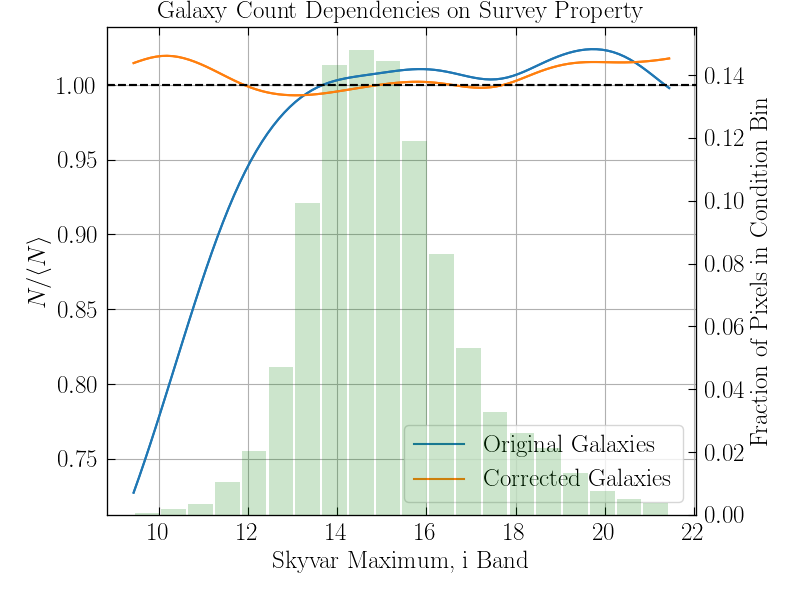 Galaxy Count Dependencies on Survey Property
1.00
0.95
0.90
0.85
0.80
0.75
N/⟨N⟩
0.14
0.12
0.10
0.08
0.06
0.04
0.02
0.00
Fraction of Pixels in Condition Bin
Original Galaxies
Corrected Galaxies
10 12 14 16 18 20 22
Skyvar Maximum, i Band